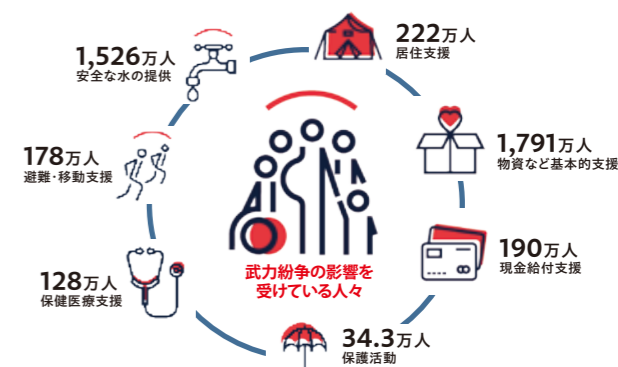 222万人
居住支援
1,526万人
安全な水の提供
1,791万人
物資など基本的支援
178万人
避難・移動支援
190万人
現金給付支援
武力紛争の影響を
受けている人々
128万人
保健医療支援
34.3万人
保護活動